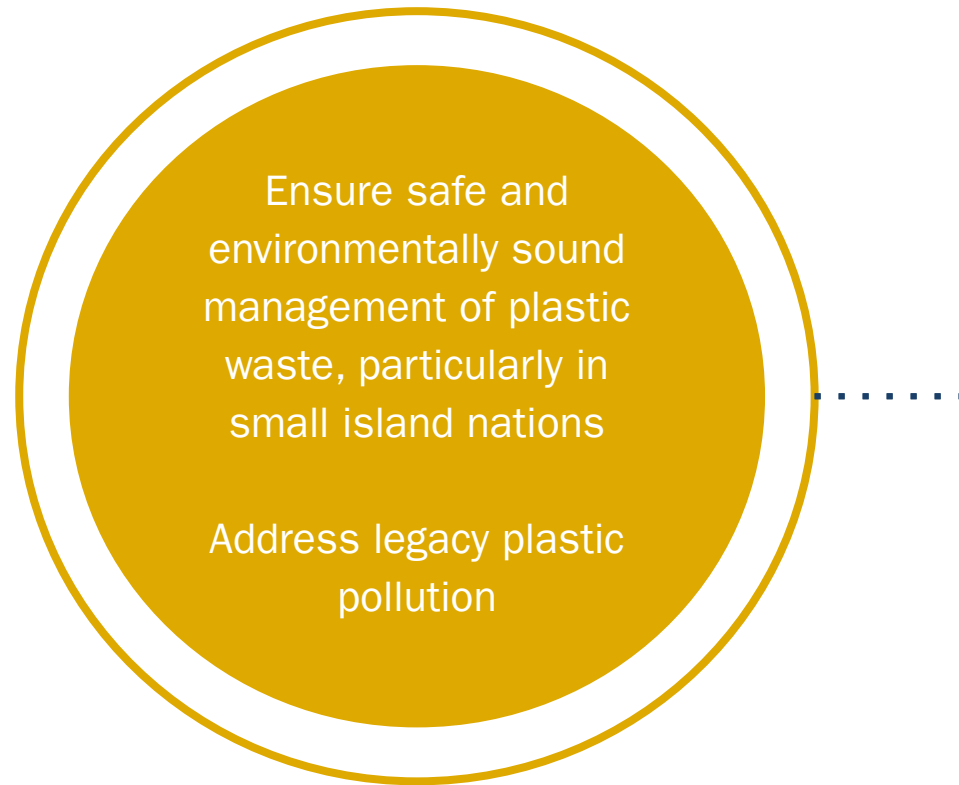 Ensure safe and
environmentally sound
management of plastic
waste, particularly in
small island nations
Address legacy plastic
pollution